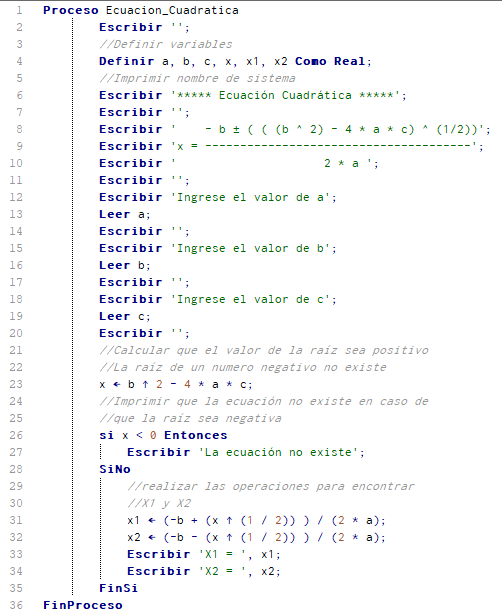 1 Proceso Ecuacion_Cuadratica
2 Escribir '';
3 //Definir variables
4 Definir a, b, c, x, x1, x2 Como Real;
5 //Imprimir nombre de sistema
6 Escribir '***** Ecuación Cuadrática *****';
7 Escribir '';
8 Escribir '    - b ± ( ( (b ^ 2) - 4 * a * c) ^ (1/2))';
9 Escribir 'x = --------------------------------------';
10 Escribir '                     2 * a ';
11 Escribir '';
12 Escribir 'Ingrese el valor de a';
13 Leer a;
14 Escribir '';
15 Escribir 'Ingrese el valor de b';
16 Leer b;
17 Escribir '';
18 Escribir 'Ingrese el valor de c';
19 Leer c;
20 Escribir '';
21 //Calcular que el valor de la raiz sea positivo
22 //La raiz de un numero negativo no existe
23 x ← b ↑ 2 - 4 * a * c;
24 //Imprimir que la ecuación no existe en caso de
25 //que la raiz sea negativa
26 si x < 0 Entonces
27 Escribir 'La ecuación no existe';
28 SiNo
29 //realizar las operaciones para encontrar
30 //X1 y X2
31 x1 ← (-b + (x ↑ (1 / 2)) ) / (2 * a);
32 x2 ← (-b - (x ↑ (1 / 2)) ) / (2 * a);
33 Escribir 'X1 = ', x1;
34 Escribir 'X2 = ', x2;
35 FinSi
36 FinProceso